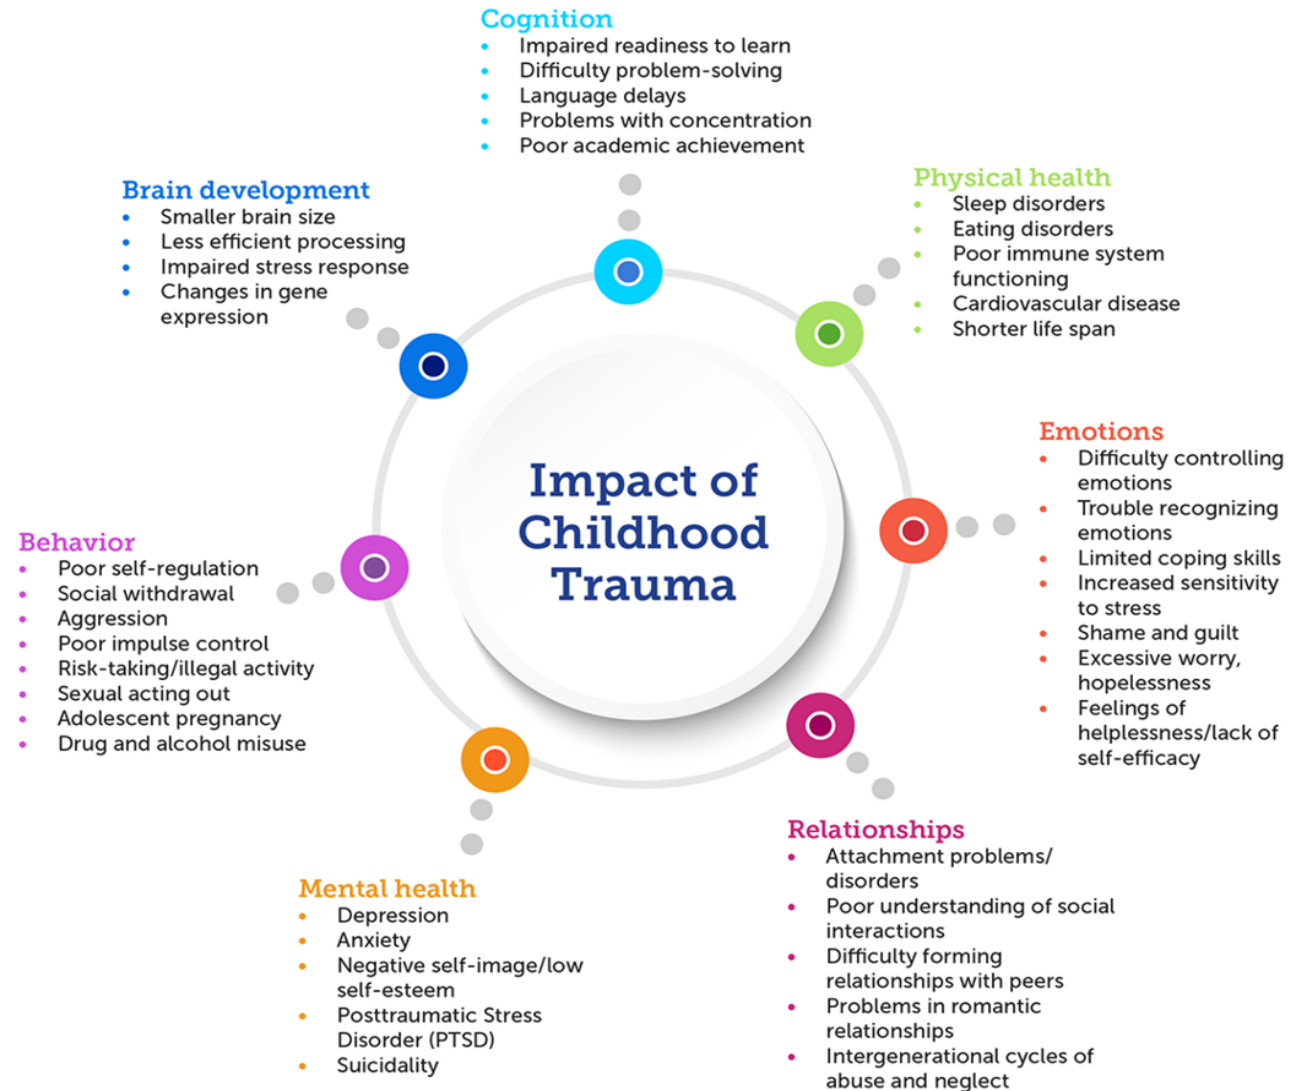 Cognition
• Impaired readiness to learn
• Difficulty problem-solving
• Language delays
• Problems with concentration
• Poor academic achievement
Physical health
• Sleep disorders
• Eating disorders
• Poor immune system
functioning
• Cardiovascular disease
• Shorter life span
Emotions
• Difficulty controlling
emotions
• Trouble recognizing
emotions
• Limited coping skills
• Increased sensitivity
to stress
• Shame and guilt
• Excessive worry,
hopelessness
• Feelings of
helplessness/lack of
self-efficacy
Relationships
• Attachment problems/
disorders
• Poor understanding of social
interactions
• Difficulty forming
relationships with peers
• Problems in romantic
relationships
• Intergenerational cycles of
abuse and neglect
Mental health
• Depression
• Anxiety
• Negative self-image/low
self-esteem
• Posttraumatic Stress
Disorder (PTSD)
• Suicidality
Behavior
• Poor self-regulation
• Social withdrawal
• Aggression
• Poor impulse control
• Risk-taking/illegal activity
• Sexual acting out
• Adolescent pregnancy
• Drug and alcohol misuse
Brain development
• Smaller brain size
• Less efficient processing
• Impaired stress response
• Changes in gene
expression
Impact of
Childhood
Trauma